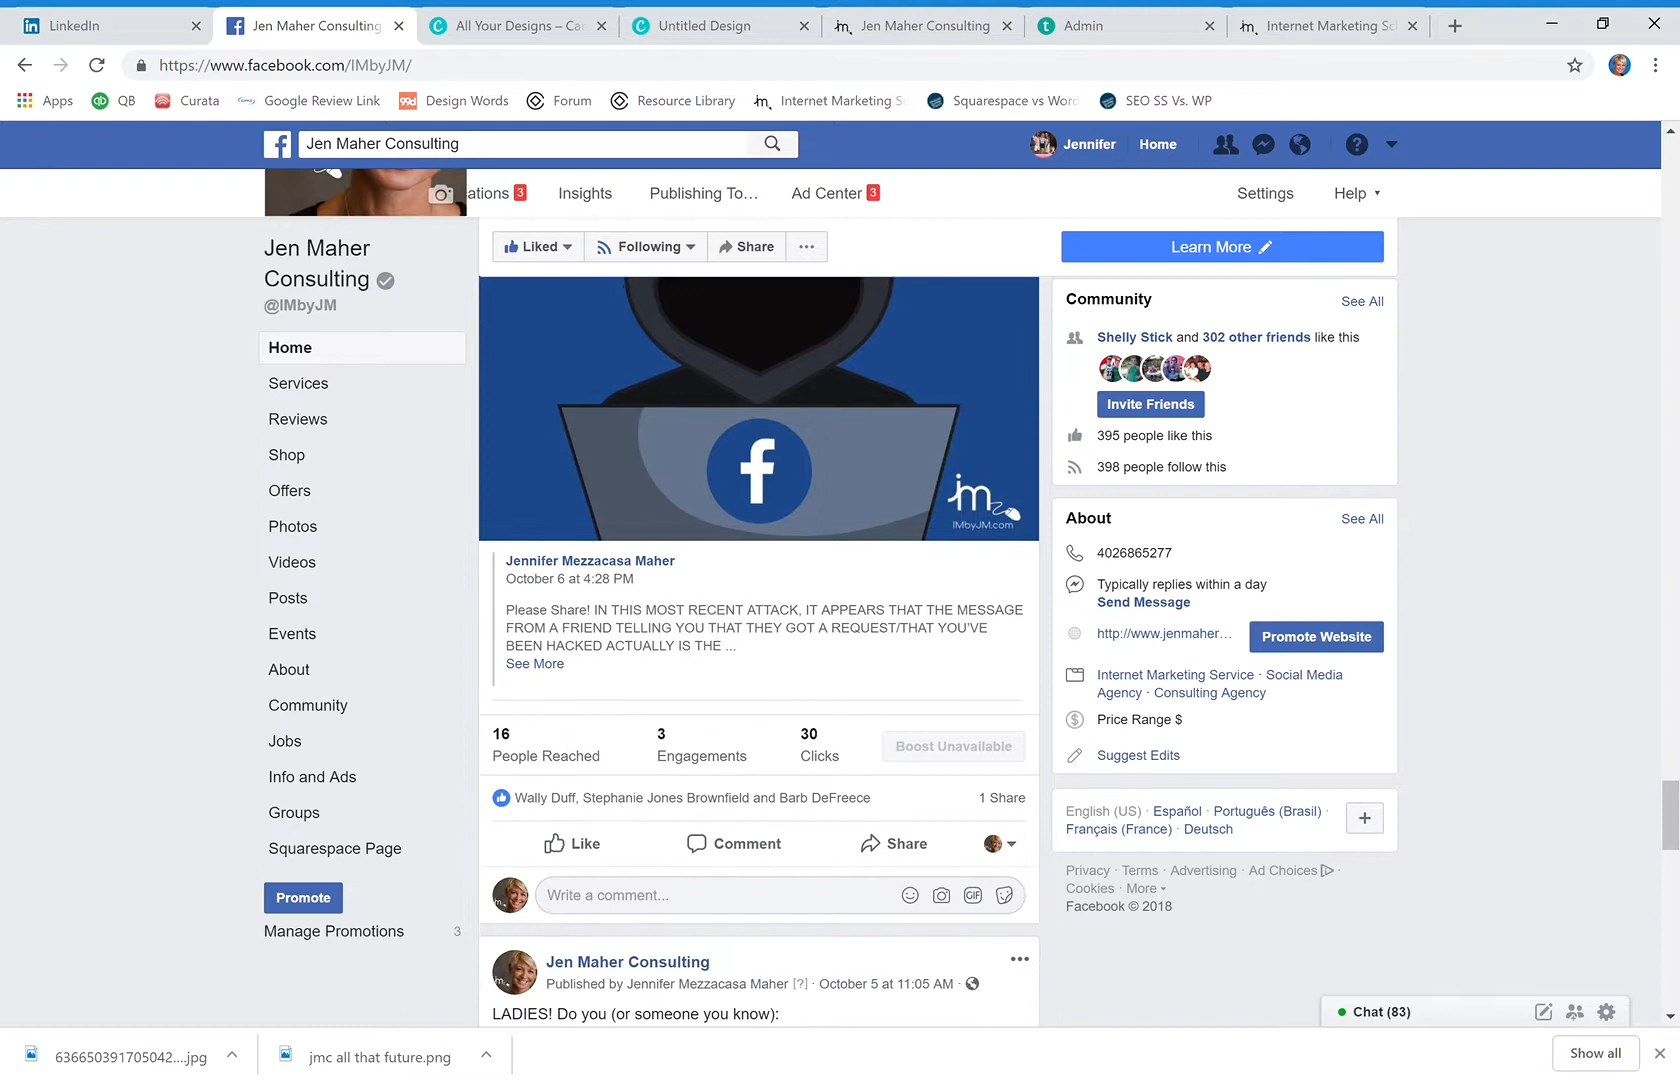 LinkedIn
Jen Maher Consulting
All Your Designs – Can
Untitled Design
Jen Maher Consulting
Admin
Internet Marketing Sc
https://www.facebook.com/IMbyJM/
Apps
QB
Curata
Google Review Link
99d Design Words
Forum
Resource Library
Internet Marketing Sc
Squarespace vs Word
SEO SS Vs. WP
Jen Maher Consulting
Jennifer
Home
ations 3
Insights
Publishing To…
Ad Center 3
Settings
Help
Liked
Following
Share
Learn More
Jen Maher
Consulting
@IMbyJM
Home
Services
Reviews
Shop
Offers
Photos
Videos
Posts
Events
About
Community
Jobs
Info and Ads
Groups
Squarespace Page
Promote
Manage Promotions 3
jm
IMbyJM.com
Jennifer Mezzacasa Maher
October 6 at 4:28 PM
Please Share! IN THIS MOST RECENT ATTACK, IT APPEARS THAT THE MESSAGE
FROM A FRIEND TELLING YOU THAT THEY GOT A REQUEST/THAT YOU'VE
BEEN HACKED ACTUALLY IS THE ...
See More
16
People Reached
3
Engagements
30
Clicks
Boost Unavailable
Wally Duff, Stephanie Jones Brownfield and Barb DeFreece
1 Share
Like
Comment
Share
Write a comment...
GIF
Jen Maher Consulting
Published by Jennifer Mezzacasa Maher [?] · October 5 at 11:05 AM ·
LADIES! Do you (or someone you know):
Community
See All
Shelly Stick and 302 other friends like this
Invite Friends
395 people like this
398 people follow this
About
See All
4026865277
Typically replies within a day
Send Message
http://www.jenmaher...
Promote Website
Internet Marketing Service · Social Media
Agency · Consulting Agency
Price Range $
Suggest Edits
English (US) · Español · Português (Brasil) ·
Français (France) · Deutsch
Privacy · Terms · Advertising · Ad Choices ·
Cookies · More
Facebook © 2018
Chat (83)
636650391705042....jpg
jmc all that future.png
Show all